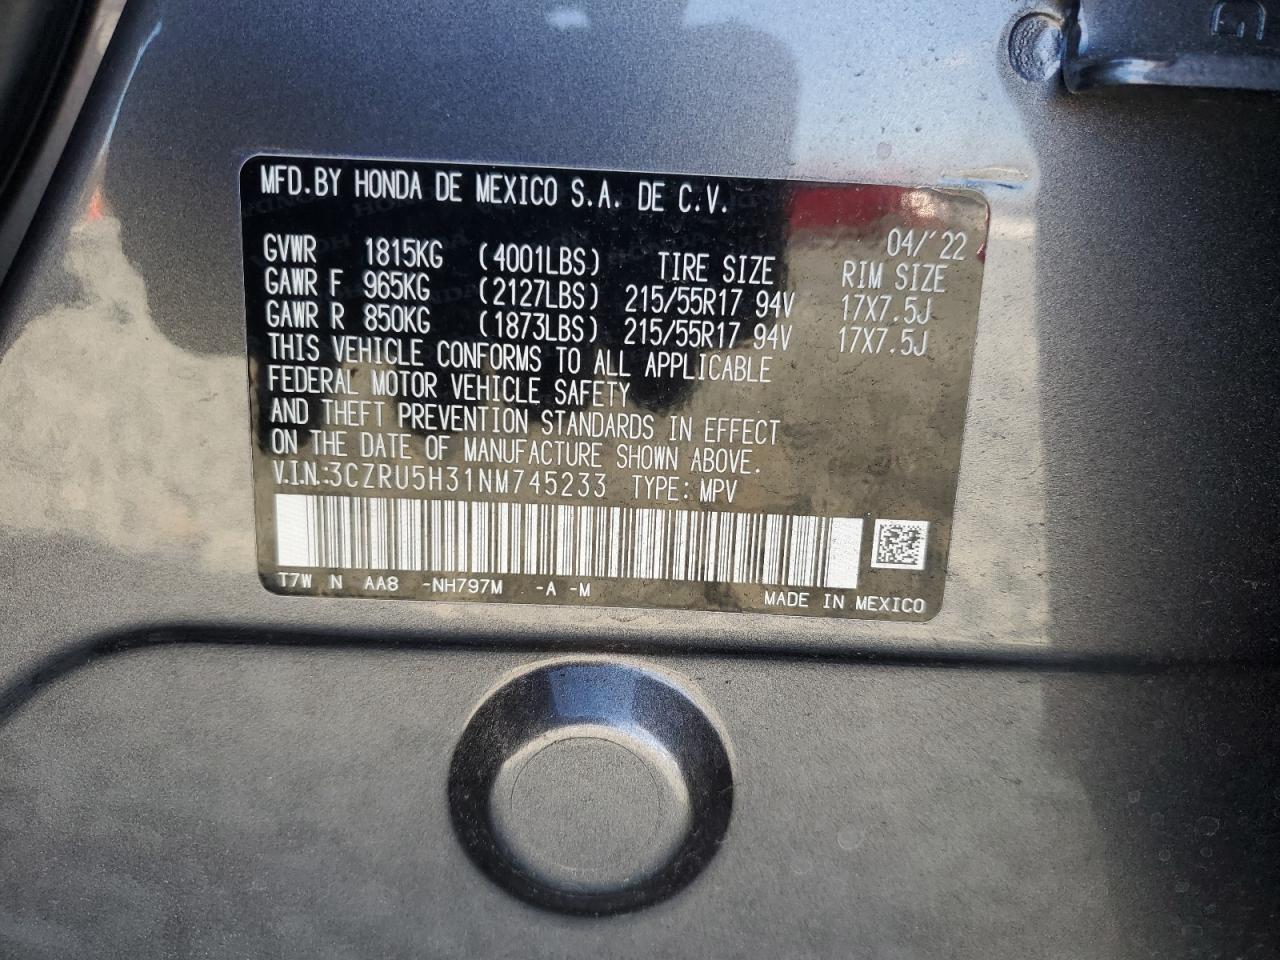 MFD.BY HONDA DE MEXICO S.A. DE C.V.
04/'22
GVWR 1815KG (4001LBS) TIRE SIZE RIM SIZE
GAWR F 965KG (2127LBS) 215/55R17 94V 17X7.5J
GAWR R 850KG (1873LBS) 215/55R17 94V 17X7.5J
THIS VEHICLE CONFORMS TO ALL APPLICABLE
FEDERAL MOTOR VEHICLE SAFETY
AND THEFT PREVENTION STANDARDS IN EFFECT
ON THE DATE OF MANUFACTURE SHOWN ABOVE.
V.I.N.:3CZRU5H31NM745233 TYPE: MPV
T7W N AA8 -NH797M -A -M
MADE IN MEXICO